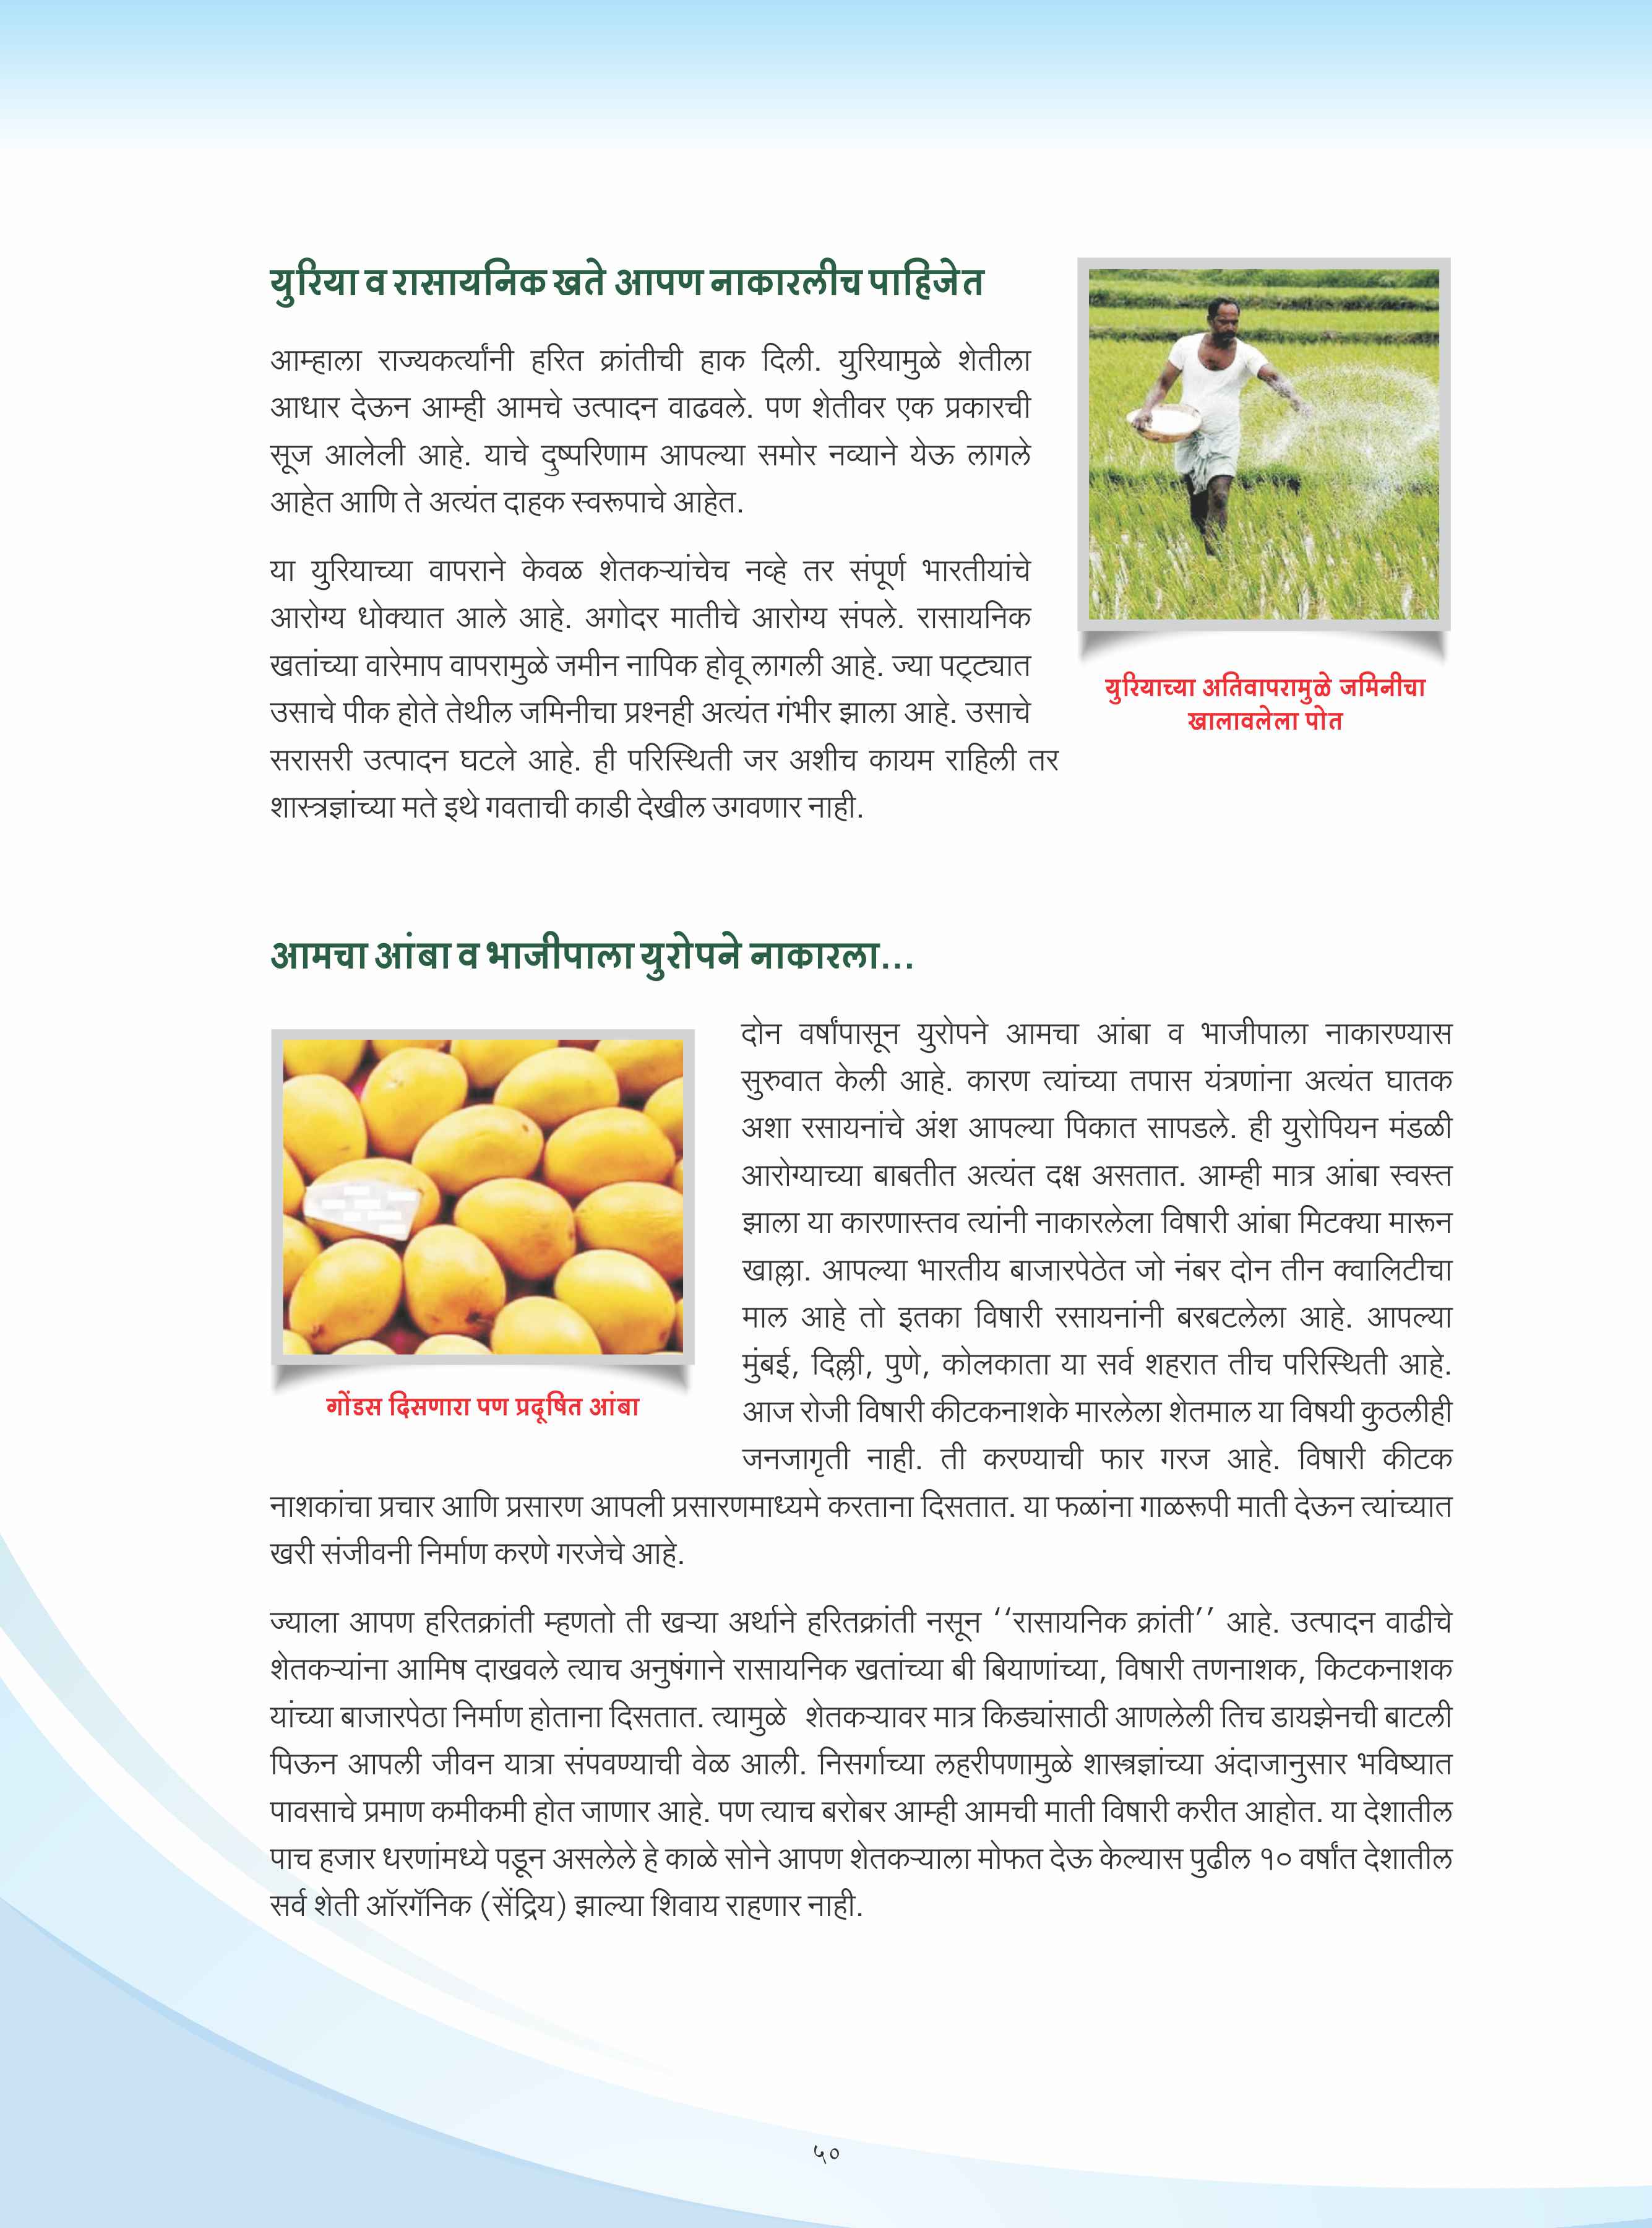 युरिया व रासायनिक खते आपण नाकारलीच पाहिजेत
आम्हाला राज्यकर्त्यांनी हरित क्रांतीची हाक दिली. युरियामुळे शेतीला
आधार देऊन आम्ही आमचे उत्पादन वाढवले. पण शेतीवर एक प्रकारची
सूज आलेली आहे. याचे दुष्परिणाम आपल्या समोर नव्याने येऊ लागले
आहेत आणि ते अत्यंत दाहक स्वरूपाचे आहेत.
या युरियाच्या वापराने केवळ शेतकऱ्यांचेच नव्हे तर संपूर्ण भारतीयांचे
आरोग्य धोक्यात आले आहे. अगोदर मातीचे आरोग्य संपले. रासायनिक
खतांच्या वारेमाप वापरामुळे जमीन नापिक होवू लागली आहे. ज्या पट्ट्यात
उसाचे पीक होते तेथील जमिनीचा प्रश्नही अत्यंत गंभीर झाला आहे. उसाचे
सरासरी उत्पादन घटले आहे. ही परिस्थिती जर अशीच कायम राहिली तर
शास्त्रज्ञांच्या मते इथे गवताची काडी देखील उगवणार नाही.
युरियाच्या अतिवापरामुळे जमिनीचा
खालावलेला पोत
आमचा आंबा व भाजीपाला युरोपने नाकारला...
दोन वर्षांपासून युरोपने आमचा आंबा व भाजीपाला नाकारण्यास
सुरुवात केली आहे. कारण त्यांच्या तपास यंत्रणांना अत्यंत घातक
अशा रसायनांचे अंश आपल्या पिकात सापडले. ही युरोपियन मंडळी
आरोग्याच्या बाबतीत अत्यंत दक्ष असतात. आम्ही मात्र आंबा स्वस्त
झाला या कारणास्तव त्यांनी नाकारलेला विषारी आंबा मिटक्या मारून
खाल्ला. आपल्या भारतीय बाजारपेठेत जो नंबर दोन तीन क्वालिटीचा
माल आहे तो इतका विषारी रसायनांनी बरबटलेला आहे. आपल्या
मुंबई, दिल्ली, पुणे, कोलकाता या सर्व शहरात तीच परिस्थिती आहे.
आज रोजी विषारी कीटकनाशके मारलेला शेतमाल या विषयी कुठलीही
जनजागृती नाही. ती करण्याची फार गरज आहे. विषारी कीटक
नाशकांचा प्रचार आणि प्रसारण आपली प्रसारणमाध्यमे करताना दिसतात. या फळांना गाळरूपी माती देऊन त्यांच्यात
खरी संजीवनी निर्माण करणे गरजेचे आहे.
गोंडस दिसणारा पण प्रदूषित आंबा
ज्याला आपण हरितक्रांती म्हणतो ती खऱ्या अर्थाने हरितक्रांती नसून ‘‘रासायनिक क्रांती’’ आहे. उत्पादन वाढीचे
शेतकऱ्यांना आमिष दाखवले त्याच अनुषंगाने रासायनिक खतांच्या बी बियाणांच्या, विषारी तणनाशक, किटकनाशक
यांच्या बाजारपेठा निर्माण होताना दिसतात. त्यामुळे शेतकऱ्यावर मात्र किड्यांसाठी आणलेली तिच डायझेनची बाटली
पिऊन आपली जीवन यात्रा संपवण्याची वेळ आली. निसर्गाच्या लहरीपणामुळे शास्त्रज्ञांच्या अंदाजानुसार भविष्यात
पावसाचे प्रमाण कमीकमी होत जाणार आहे. पण त्याच बरोबर आम्ही आमची माती विषारी करीत आहोत. या देशातील
पाच हजार धरणांमध्ये पडून असलेले हे काळे सोने आपण शेतकऱ्याला मोफत देऊ केल्यास पुढील १० वर्षांत देशातील
सर्व शेती ऑरगॅनिक (सेंद्रिय) झाल्या शिवाय राहणार नाही.
५०